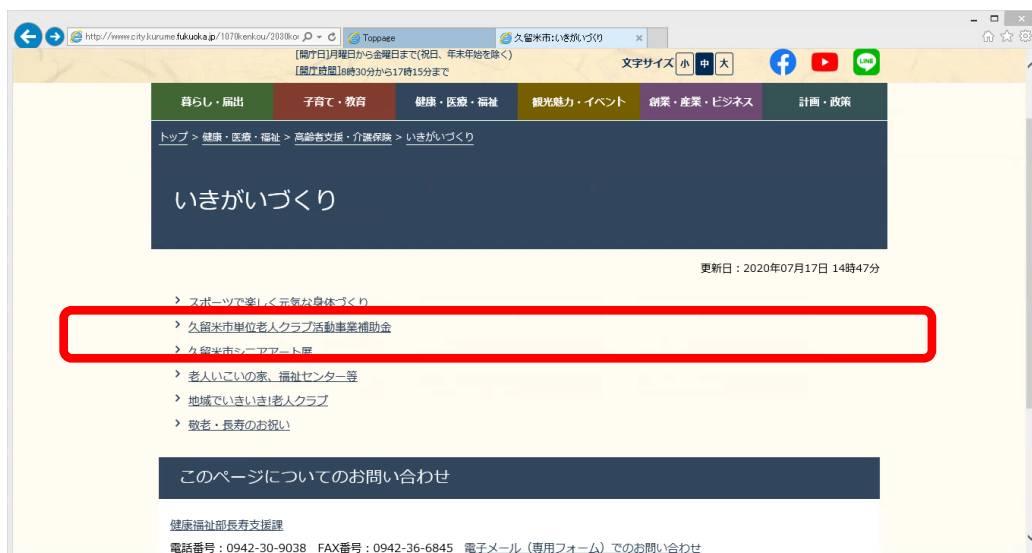 http://www.city.kurume.fukuoka.jp/1070kenkou/2030ko
Toppage
久留米市:いきがいづくり
[開庁日]月曜日から金曜日まで(祝日、年末年始を除く)
[開庁時間]8時30分から17時15分まで
文字サイズ 小 中 大
LINE
暮らし・届出 子育て・教育 健康・医療・福祉 観光魅力・イベント 創業・産業・ビジネス 計画・政策
トップ > 健康・医療・福祉 > 高齢者支援・介護保険 > いきがいづくり
いきがいづくり
更新日：2020年07月17日 14時47分
スポーツで楽しく元気な身体づくり
久留米市単位老人クラブ活動事業補助金
久留米市シニアアート展
老人いこいの家、福祉センター等
地域でいきいき!老人クラブ
敬老・長寿のお祝い
このページについてのお問い合わせ
健康福祉部長寿支援課
電話番号：0942-30-9038 FAX番号：0942-36-6845 電子メール（専用フォーム）でのお問い合わせ